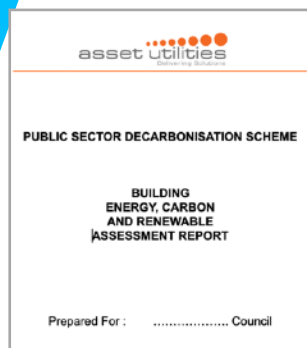 asset utilities
Delivering Solutions
PUBLIC SECTOR DECARBONISATION SCHEME
BUILDING
ENERGY, CARBON
AND RENEWABLE
ASSESSMENT REPORT
Prepared For : ................... Council